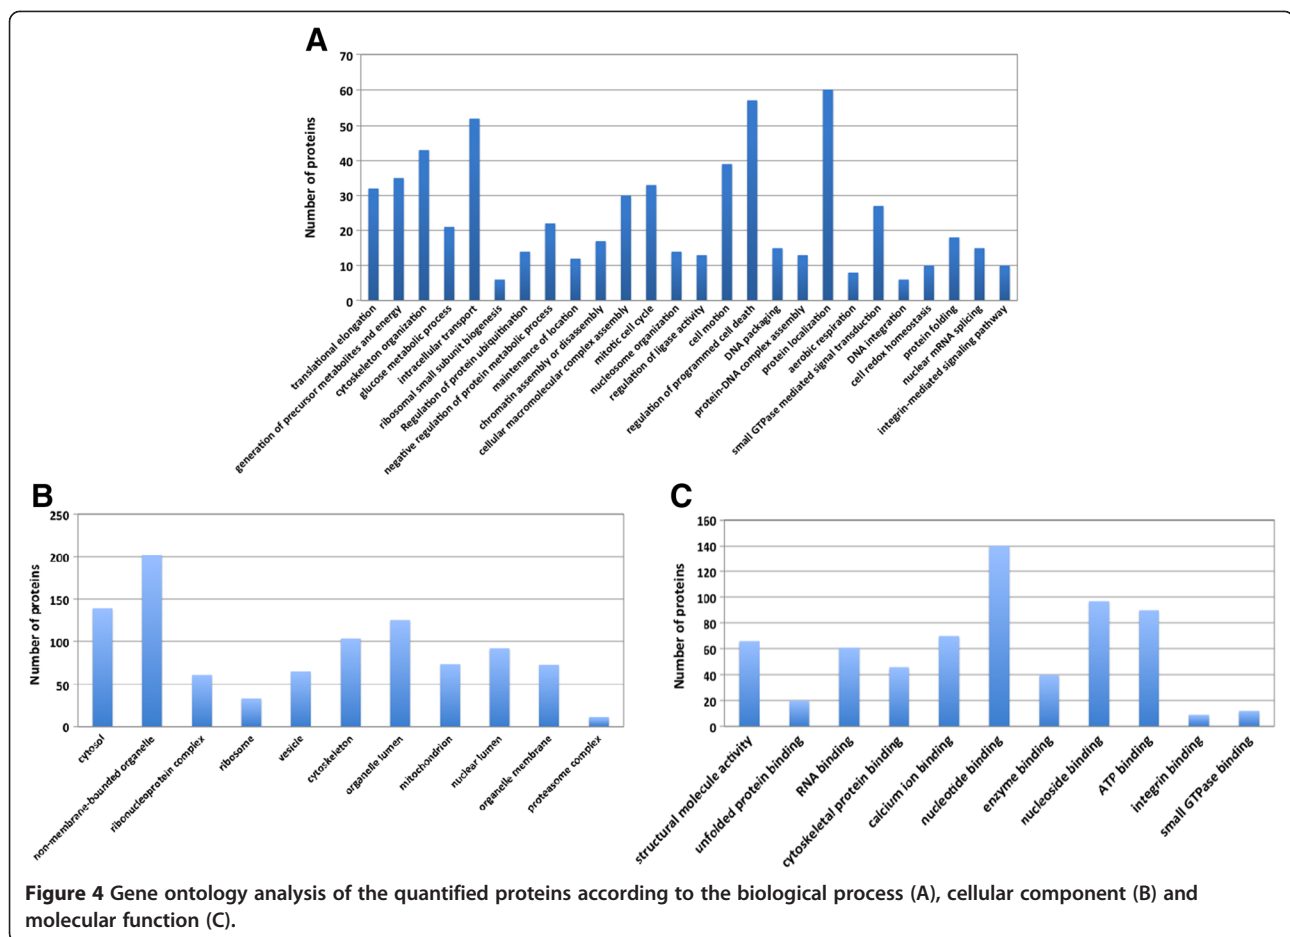 A
Number of proteins
70
60
50
40
30
20
10
0
translational elongation
generation of precursor metabolites and energy
cytoskeleton organization
glucose metabolic process
intracellular transport
ribosomal small subunit biogenesis
Regulation of protein ubiquitination
negative regulation of protein metabolic process
maintenance of location
chromatin assembly or disassembly
cellular macromolecular complex assembly
mitotic cell cycle
nucleosome organization
regulation of ligase activity
cell motion
regulation of programmed cell death
DNA packaging
protein-DNA complex assembly
protein localization
aerobic respiration
small GTPase mediated signal transduction
DNA integration
cell redox homeostasis
protein folding
nuclear mRNA splicing
integrin-mediated signaling pathway
B
Number of proteins
250
200
150
100
50
0
cytosol
non-membrane-bounded organelle
ribonucleoprotein complex
ribosome
vesicle
cytoskeleton
organelle lumen
mitochondrion
nuclear lumen
organelle membrane
proteasome complex
C
Number of proteins
160
140
120
100
80
60
40
20
0
structural molecule activity
unfolded protein binding
RNA binding
cytoskeletal protein binding
calcium ion binding
nucleotide binding
enzyme binding
nucleoside binding
ATP binding
integrin binding
small GTPase binding
Figure 4 Gene ontology analysis of the quantified proteins according to the biological process (A), cellular component (B) and
molecular function (C).